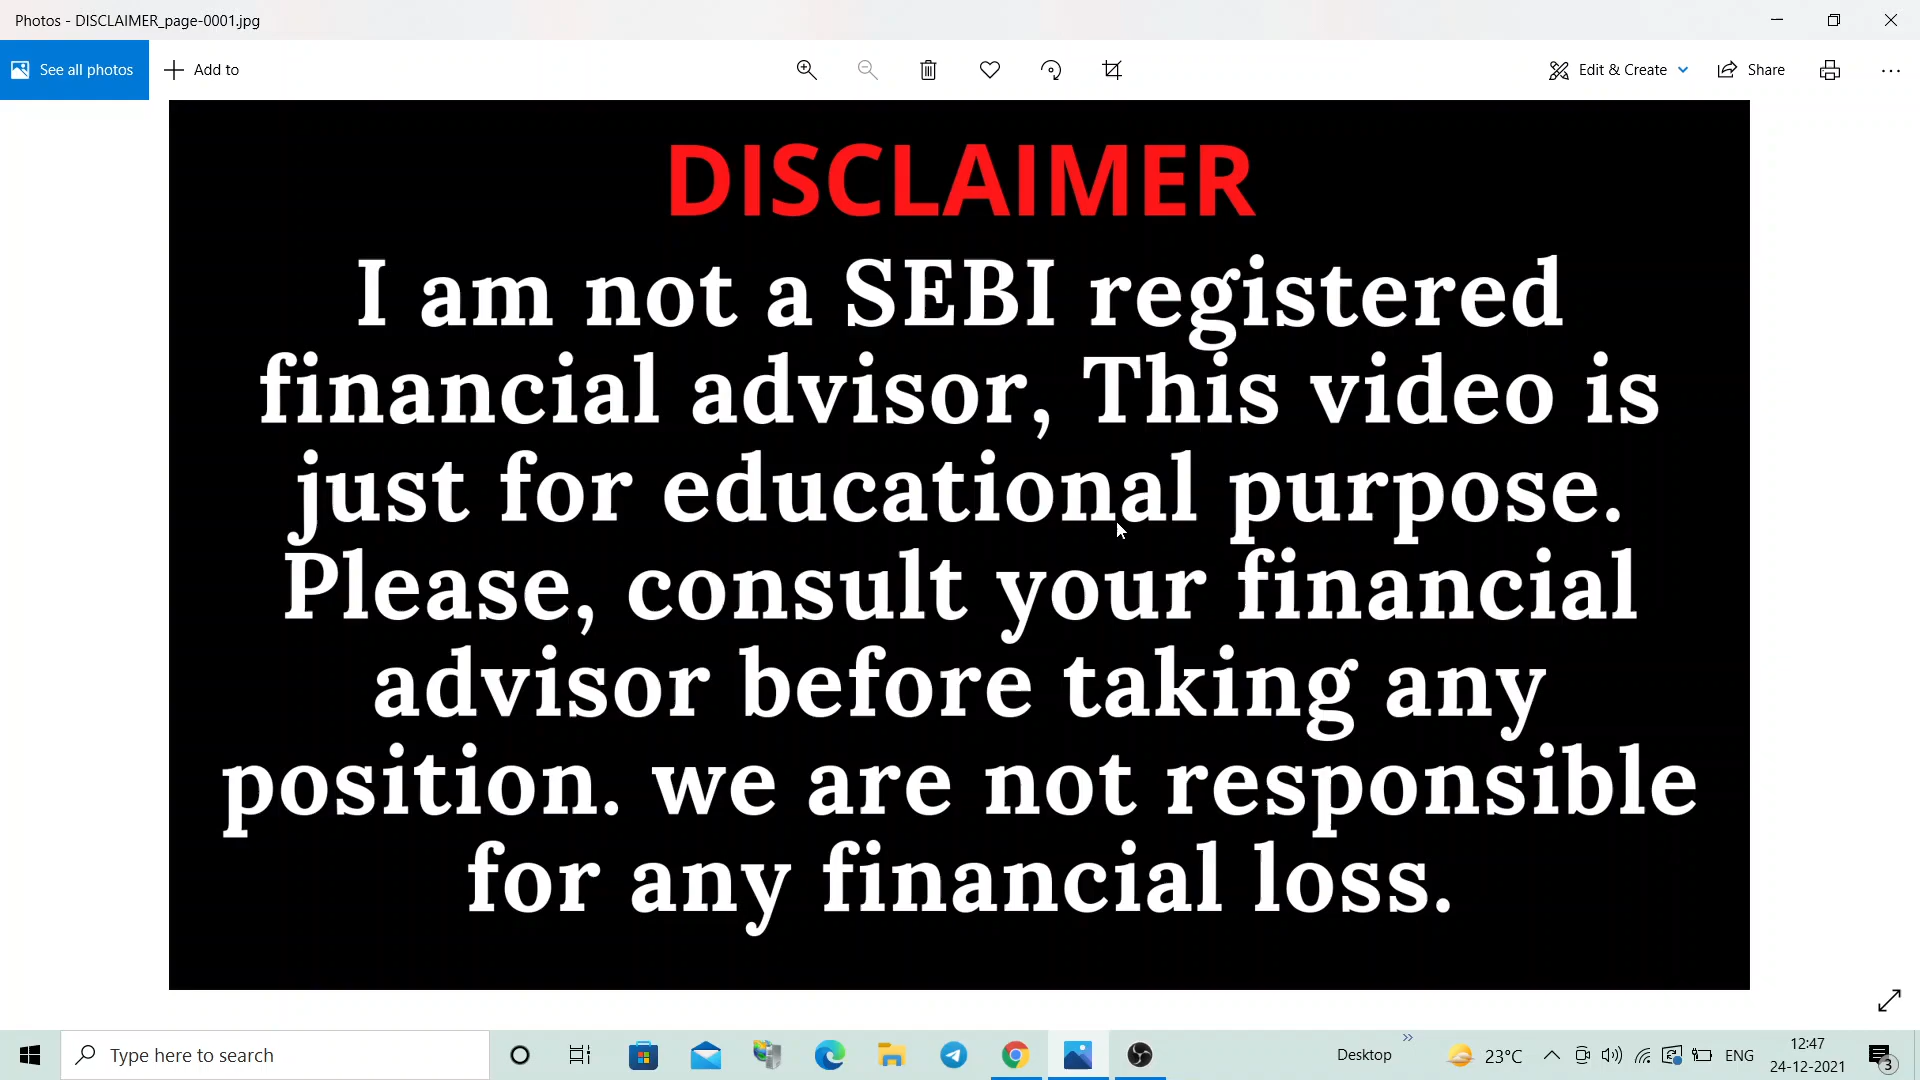 Photos - DISCLAIMER_page-0001.jpg
See all photos
Add to
Edit & Create
Share
DISCLAIMER
I am not a SEBI registered
financial advisor, This video is
just for educational purpose.
Please, consult your financial
advisor before taking any
position. we are not responsible
for any financial loss.
Type here to search
Desktop
23°C
ENG
12:47
24-12-2021
3